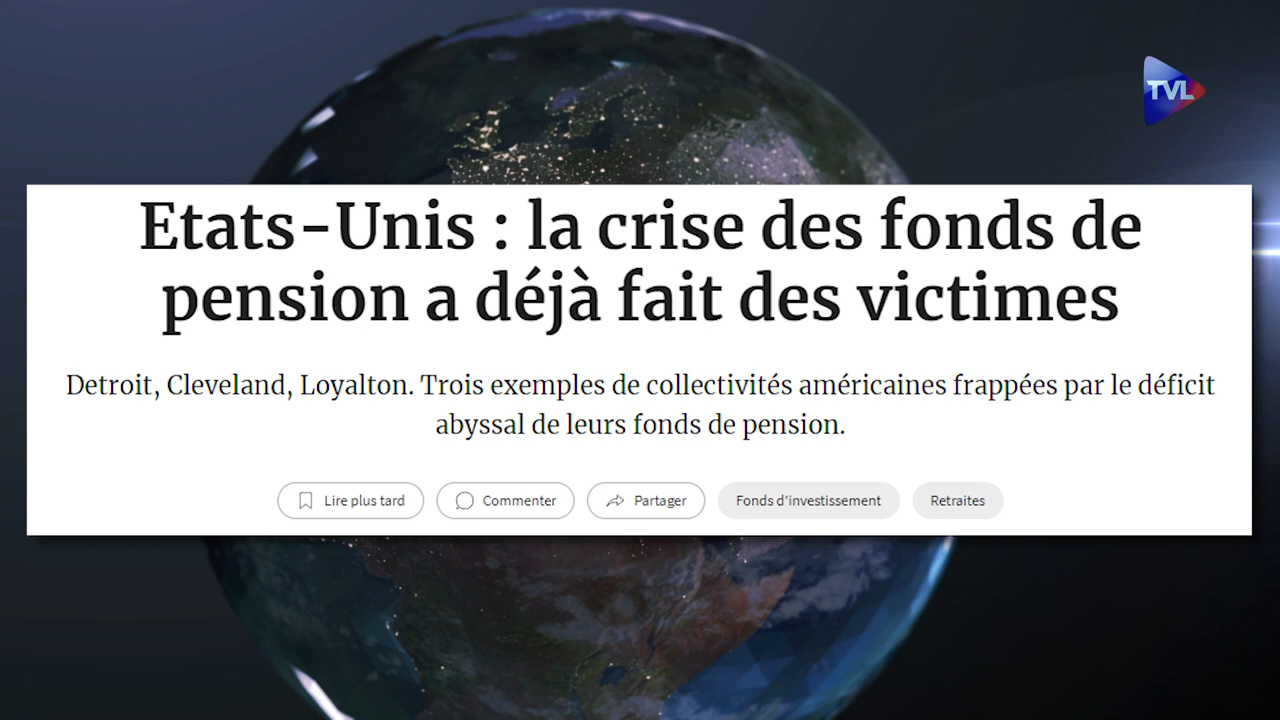 TVL
Etats-Unis : la crise des fonds de
pension a déjà fait des victimes
Detroit, Cleveland, Loyalton. Trois exemples de collectivités américaines frappées par le déficit
abyssal de leurs fonds de pension.
Lire plus tard Commenter Partager Fonds d'investissement Retraites